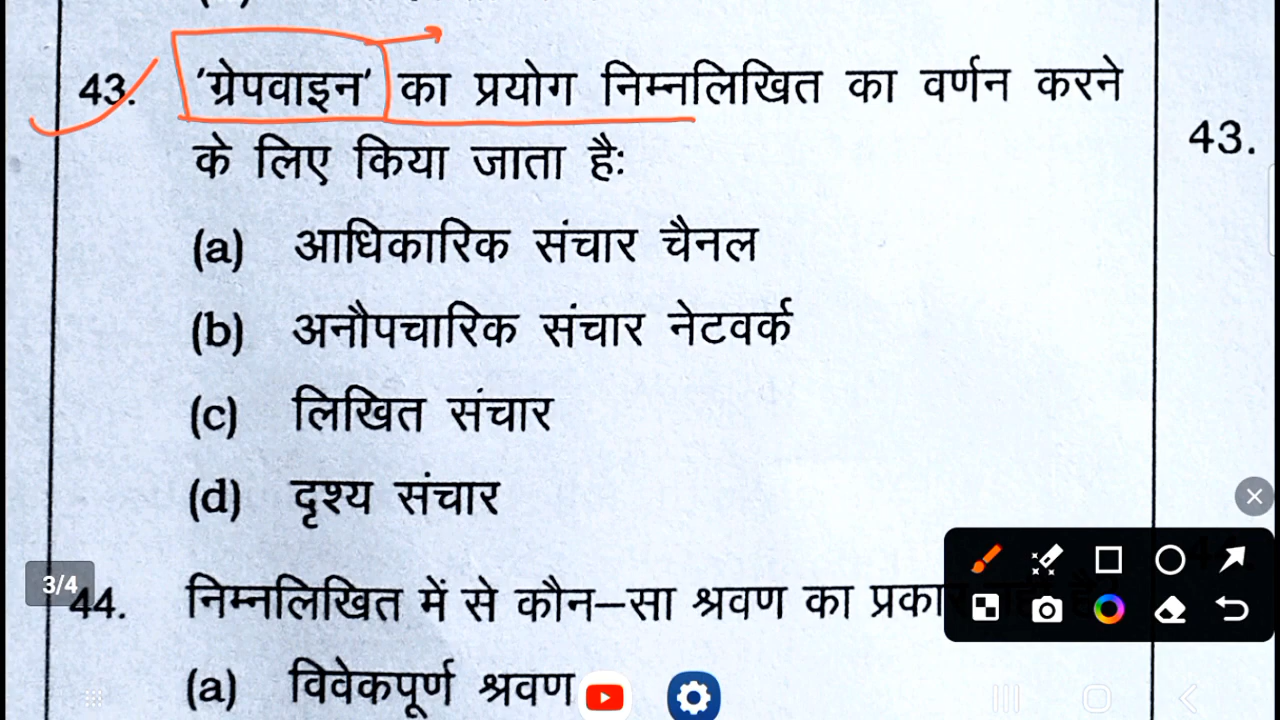 43. 'ग्रेपवाइन' का प्रयोग निम्नलिखित का वर्णन करने
के लिए किया जाता है:
(a) आधिकारिक संचार चैनल
(b) अनौपचारिक संचार नेटवर्क
(c) लिखित संचार
(d) दृश्य संचार
44. निम्नलिखित में से कौन–सा श्रवण का प्रकार
(a) विवेकपूर्ण श्रवण
43.
3/4